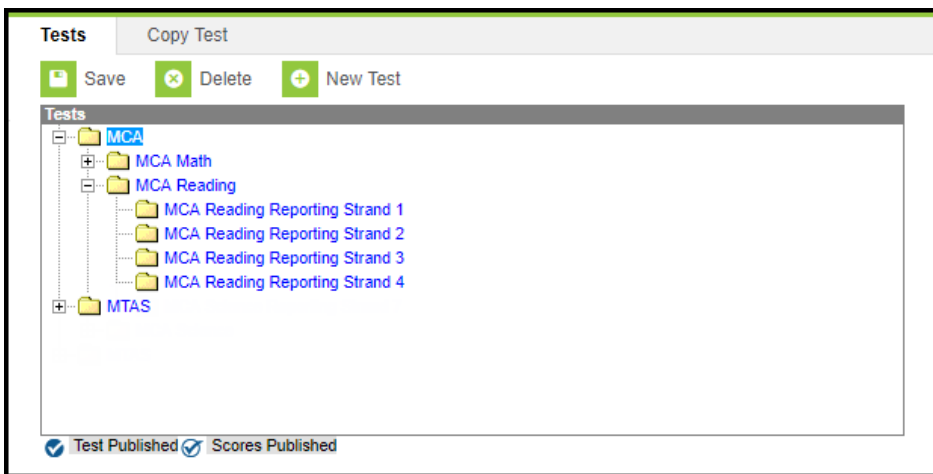 Tests Copy Test
Save Delete New Test
Tests
MCA
MCA Math
MCA Reading
MCA Reading Reporting Strand 1
MCA Reading Reporting Strand 2
MCA Reading Reporting Strand 3
MCA Reading Reporting Strand 4
MTAS
Test Published Scores Published